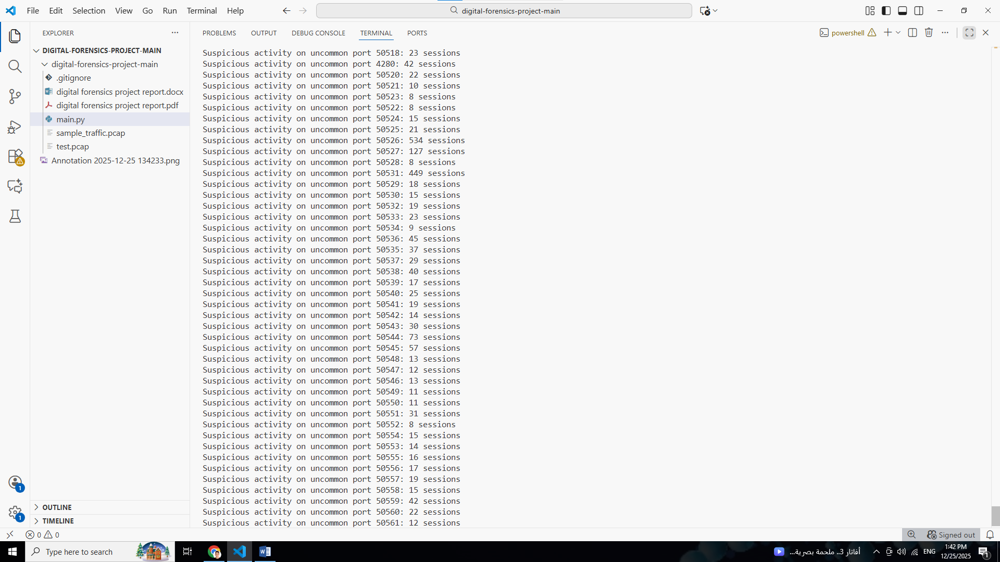 File Edit Selection View Go Run Terminal Help
digital-forensics-project-main
EXPLORER
DIGITAL-FORENSICS-PROJECT-MAIN
digital-forensics-project-main
.gitignore
digital forensics project report.docx
digital forensics project report.pdf
main.py
sample_traffic.pcap
test.pcap
Annotation 2025-12-25 134233.png
OUTLINE
TIMELINE
PROBLEMS OUTPUT DEBUG CONSOLE TERMINAL PORTS
powershell
Suspicious activity on uncommon port 50518: 23 sessions
Suspicious activity on uncommon port 4280: 42 sessions
Suspicious activity on uncommon port 50520: 22 sessions
Suspicious activity on uncommon port 50521: 10 sessions
Suspicious activity on uncommon port 50523: 8 sessions
Suspicious activity on uncommon port 50522: 8 sessions
Suspicious activity on uncommon port 50524: 15 sessions
Suspicious activity on uncommon port 50525: 21 sessions
Suspicious activity on uncommon port 50526: 534 sessions
Suspicious activity on uncommon port 50527: 127 sessions
Suspicious activity on uncommon port 50528: 8 sessions
Suspicious activity on uncommon port 50531: 449 sessions
Suspicious activity on uncommon port 50529: 18 sessions
Suspicious activity on uncommon port 50530: 15 sessions
Suspicious activity on uncommon port 50532: 19 sessions
Suspicious activity on uncommon port 50533: 23 sessions
Suspicious activity on uncommon port 50534: 9 sessions
Suspicious activity on uncommon port 50536: 45 sessions
Suspicious activity on uncommon port 50535: 37 sessions
Suspicious activity on uncommon port 50537: 29 sessions
Suspicious activity on uncommon port 50538: 40 sessions
Suspicious activity on uncommon port 50539: 17 sessions
Suspicious activity on uncommon port 50540: 25 sessions
Suspicious activity on uncommon port 50541: 19 sessions
Suspicious activity on uncommon port 50542: 14 sessions
Suspicious activity on uncommon port 50543: 30 sessions
Suspicious activity on uncommon port 50544: 73 sessions
Suspicious activity on uncommon port 50545: 57 sessions
Suspicious activity on uncommon port 50548: 13 sessions
Suspicious activity on uncommon port 50547: 12 sessions
Suspicious activity on uncommon port 50546: 13 sessions
Suspicious activity on uncommon port 50549: 11 sessions
Suspicious activity on uncommon port 50550: 11 sessions
Suspicious activity on uncommon port 50551: 31 sessions
Suspicious activity on uncommon port 50552: 8 sessions
Suspicious activity on uncommon port 50554: 15 sessions
Suspicious activity on uncommon port 50553: 14 sessions
Suspicious activity on uncommon port 50555: 16 sessions
Suspicious activity on uncommon port 50556: 17 sessions
Suspicious activity on uncommon port 50557: 19 sessions
Suspicious activity on uncommon port 50558: 15 sessions
Suspicious activity on uncommon port 50559: 42 sessions
Suspicious activity on uncommon port 50560: 22 sessions
Suspicious activity on uncommon port 50561: 12 sessions
1
1
0 0
Signed out
Type here to search
أفاتار 3.. ملحمة بصرية...
ENG
1:42 PM
12/25/2025
1